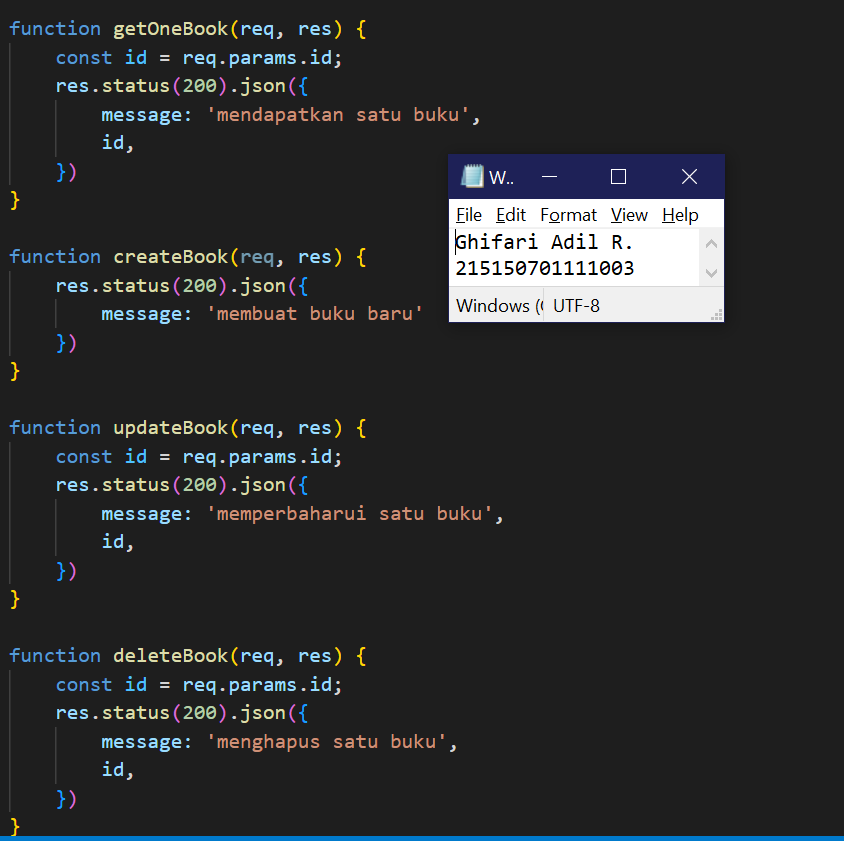 function getOneBook(req, res) {
    const id = req.params.id;
    res.status(200).json({
        message: 'mendapatkan satu buku',
        id,
    })
}

function createBook(req, res) {
    res.status(200).json({
        message: 'membuat buku baru'
    })
}

function updateBook(req, res) {
    const id = req.params.id;
    res.status(200).json({
        message: 'memperbaharui satu buku',
        id,
    })
}

function deleteBook(req, res) {
    const id = req.params.id;
    res.status(200).json({
        message: 'menghapus satu buku',
        id,
    })
}
W..
File Edit Format View Help
Ghifari Adil R.
215150701111003
Windows ( UTF-8